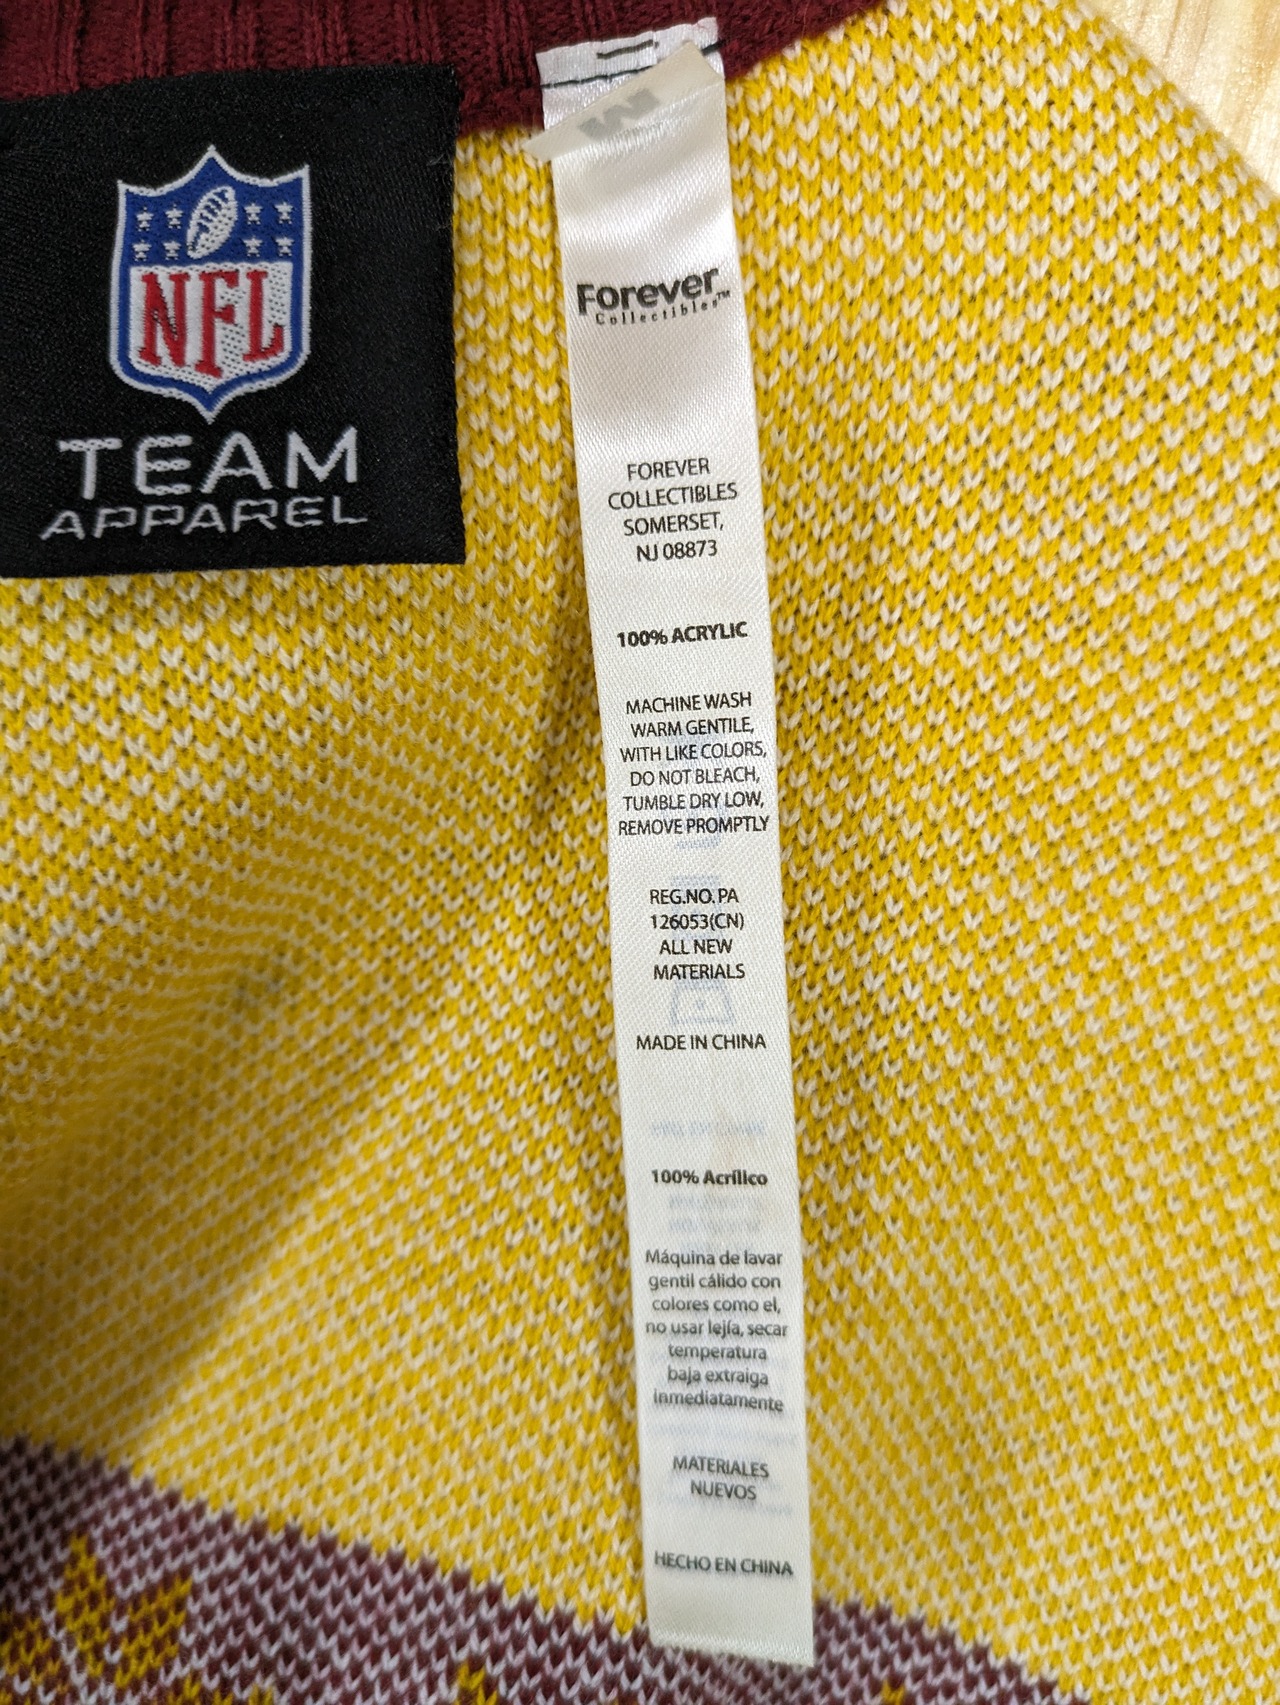 NFL
TEAM
APPAREL
M
Forever
Collectibles™
FOREVER
COLLECTIBLES
SOMERSET,
NJ 08873
100% ACRYLIC
MACHINE WASH
WARM GENTILE,
WITH LIKE COLORS,
DO NOT BLEACH,
TUMBLE DRY LOW,
REMOVE PROMPTLY
REG.NO. PA
126053(CN)
ALL NEW
MATERIALS
MADE IN CHINA
100% Acrílico
Máquina de lavar
gentil cálido con
colores como el,
no usar lejía, secar
temperatura
baja extraiga
inmediatamente
MATERIALES
NUEVOS
HECHO EN CHINA